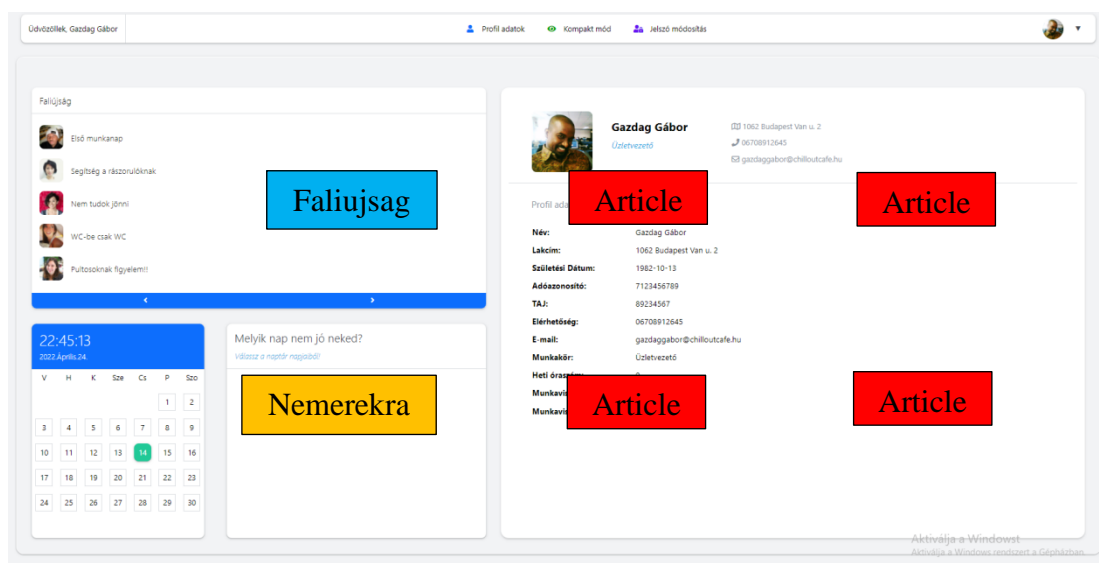 Üdvözöllek, Gazdag Gábor
Profil adatok Kompakt mód Jelszó módosítás
Faliújság
Első munkanap
Segítség a rászorulóknak
Nem tudok jönni
WC-be csak WC
Pultosoknak figyelem!!
Faliujsag
22:45:13
2022 Április.24.
V H K Sze Cs P Szo
1 2
3 4 5 6 7 8 9
10 11 12 13 14 15 16
17 18 19 20 21 22 23
24 25 26 27 28 29 30
Melyik nap nem jó neked?
Válassz a naptár napjaiból!
Nemerekra
Gazdag Gábor
Üzletvezető
1062 Budapest Van u. 2
06708912645
gazdaggabor@chilloutcafe.hu
Article
Article
Profil
Név: Gazdag Gábor
Lakcím: 1062 Budapest Van u. 2
Születési Dátum: 1982-10-13
Adóazonosító: 7123456789
TAJ: 89234567
Elérhetőség: 06708912645
E-mail: gazdaggabor@chilloutcafe.hu
Munkakör: Üzletvezető
Heti
Article
Article
Aktiválja a Windowst
Aktiválja a Windows rendszert a Gépházban.